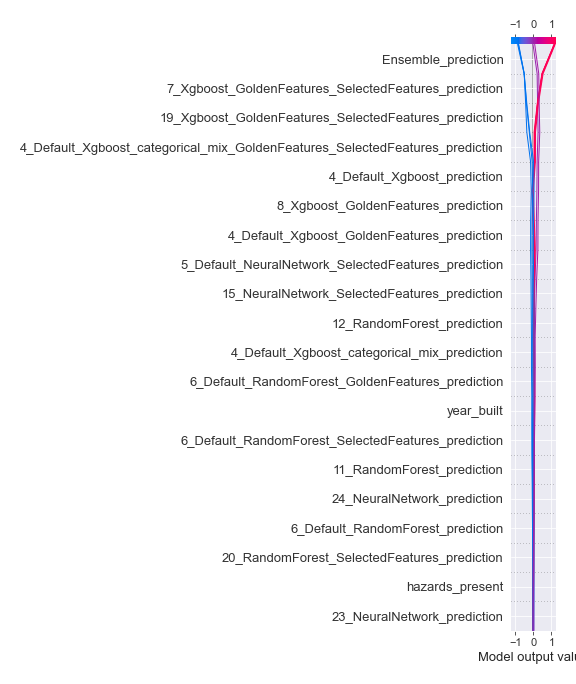 −1 0 1
Ensemble_prediction
7_Xgboost_GoldenFeatures_SelectedFeatures_prediction
19_Xgboost_GoldenFeatures_SelectedFeatures_prediction
4_Default_Xgboost_categorical_mix_GoldenFeatures_SelectedFeatures_prediction
4_Default_Xgboost_prediction
8_Xgboost_GoldenFeatures_prediction
4_Default_Xgboost_GoldenFeatures_prediction
5_Default_NeuralNetwork_SelectedFeatures_prediction
15_NeuralNetwork_SelectedFeatures_prediction
12_RandomForest_prediction
4_Default_Xgboost_categorical_mix_prediction
6_Default_RandomForest_GoldenFeatures_prediction
year_built
6_Default_RandomForest_SelectedFeatures_prediction
11_RandomForest_prediction
24_NeuralNetwork_prediction
6_Default_RandomForest_prediction
20_RandomForest_SelectedFeatures_prediction
hazards_present
23_NeuralNetwork_prediction
−1 0 1
Model output valu